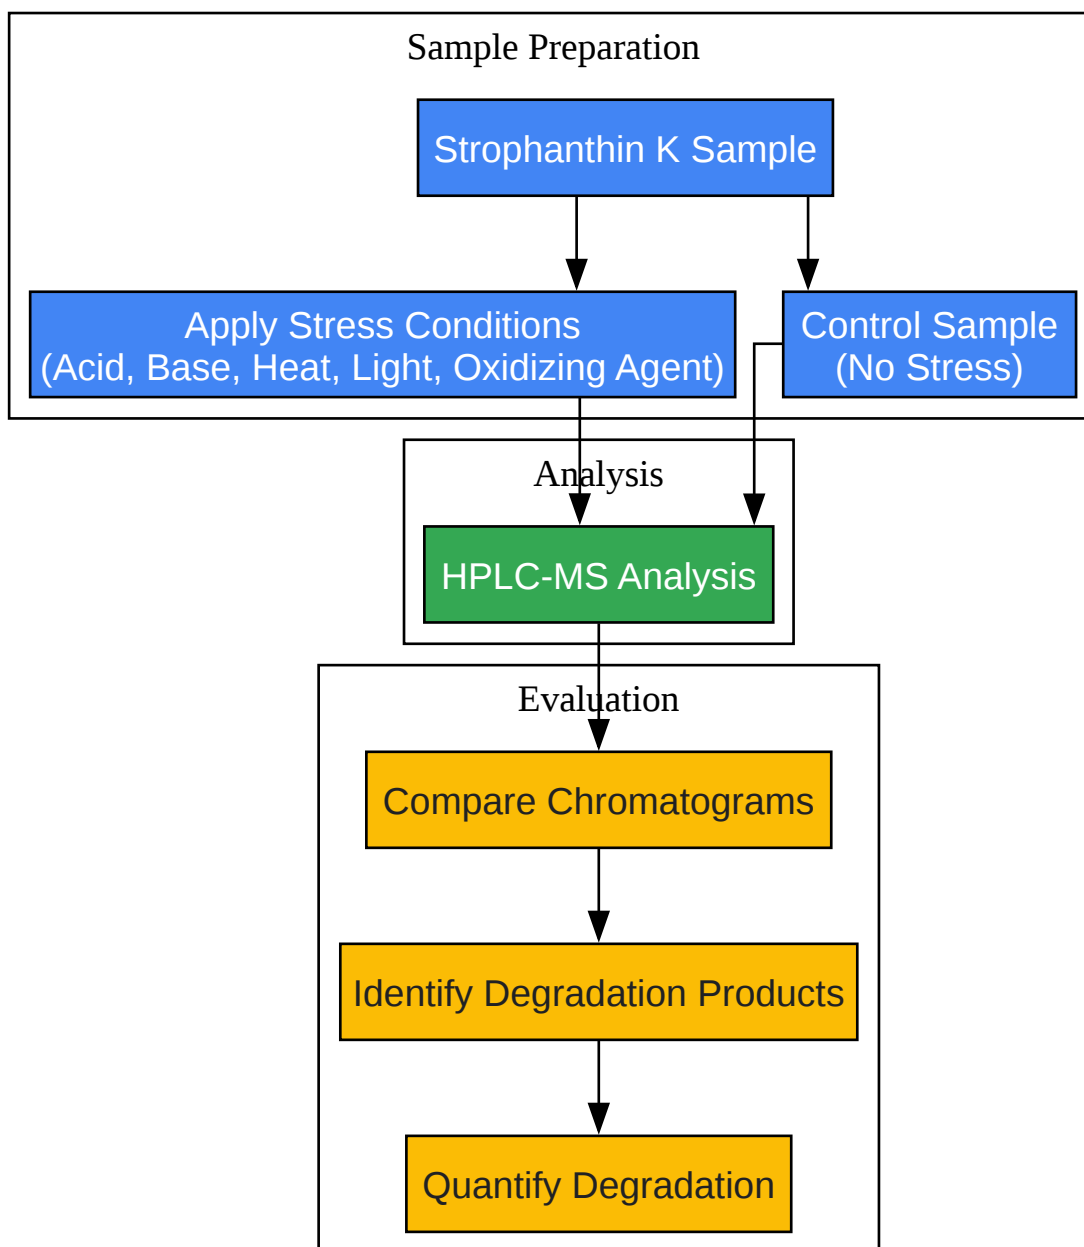 Sample Preparation
Strophanthin K Sample
Apply Stress Conditions
(Acid, Base, Heat, Light, Oxidizing Agent)
Control Sample
(No Stress)
Analysis
HPLC-MS Analysis
Evaluation
Compare Chromatograms
Identify Degradation Products
Quantify Degradation